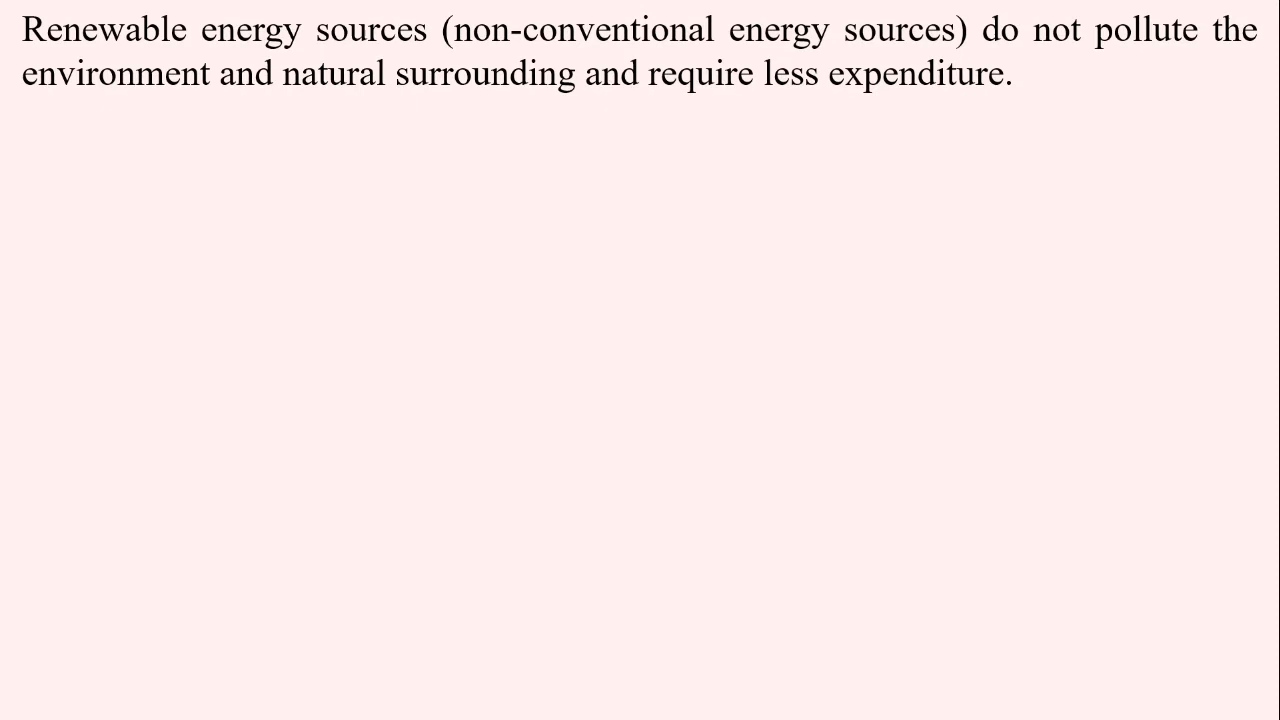 Renewable energy sources (non-conventional energy sources) do not pollute the
environment and natural surrounding and require less expenditure.